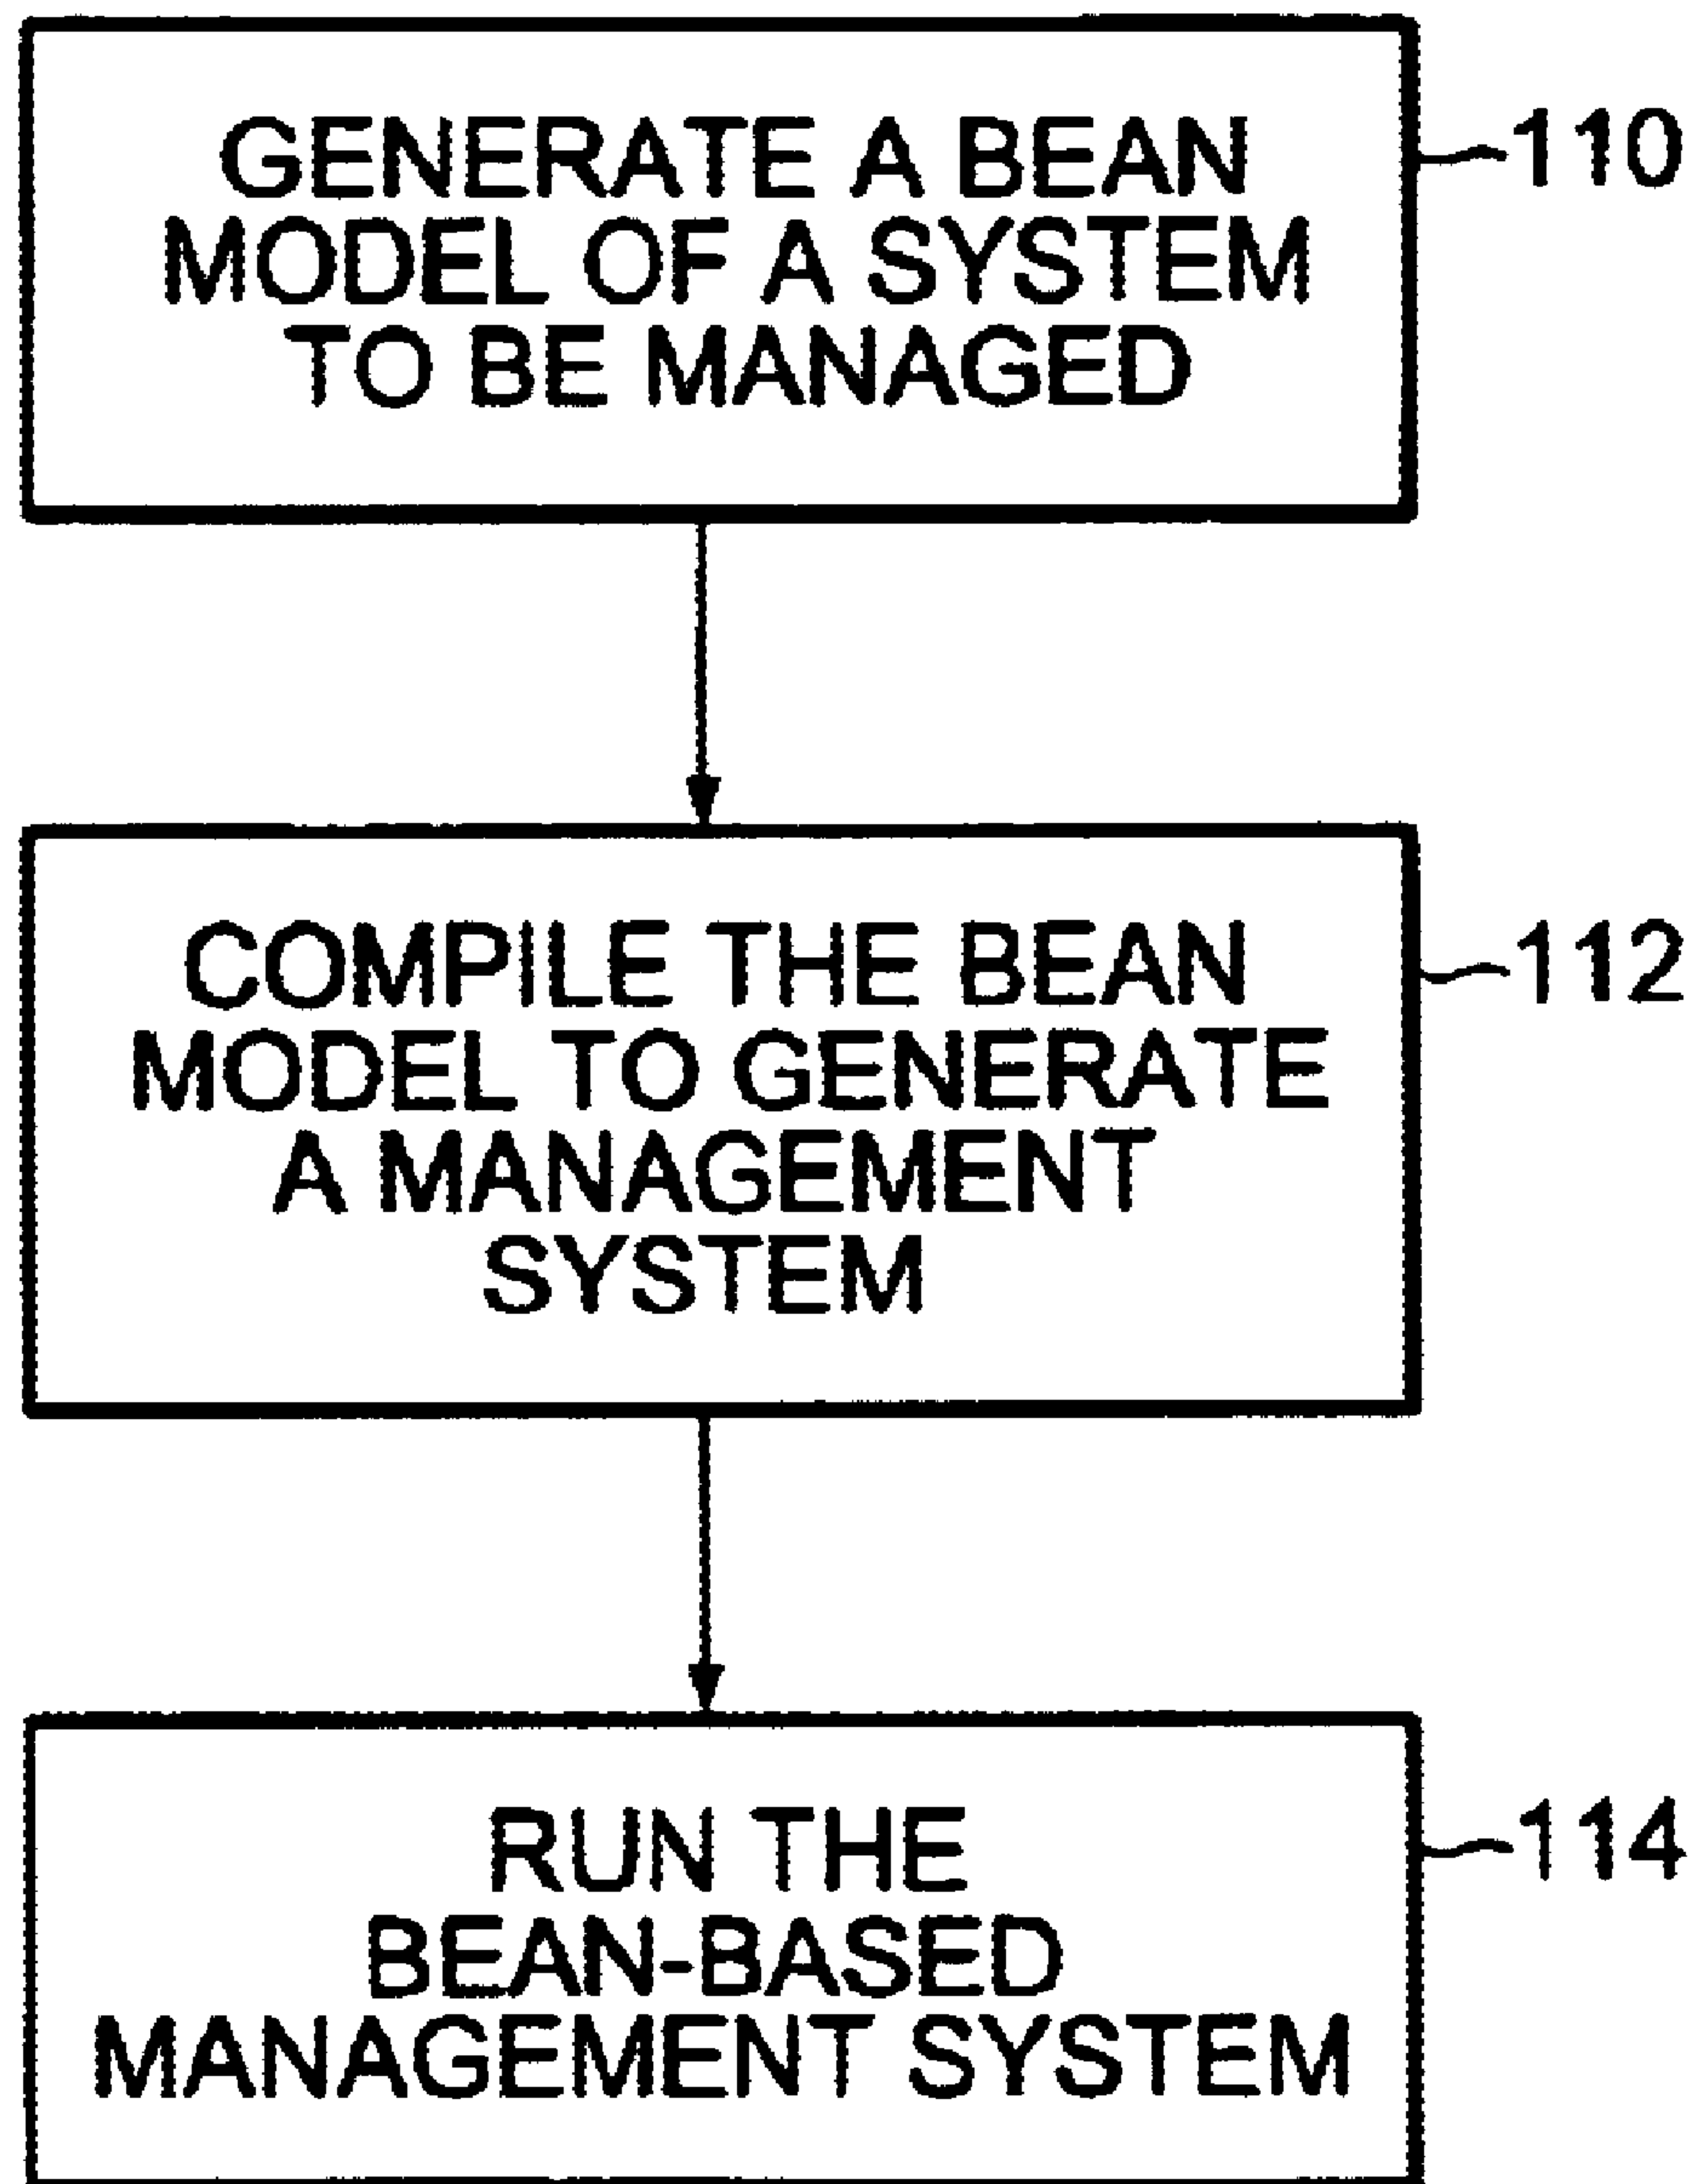 GENERATE A BEAN
MODEL OF A SYSTEM
TO BE MANAGED
110
COMPILE THE BEAN
MODEL TO GENERATE
A MANAGEMENT
SYSTEM
112
RUN THE
BEAN-BASED
MANAGEMENT SYSTEM
114